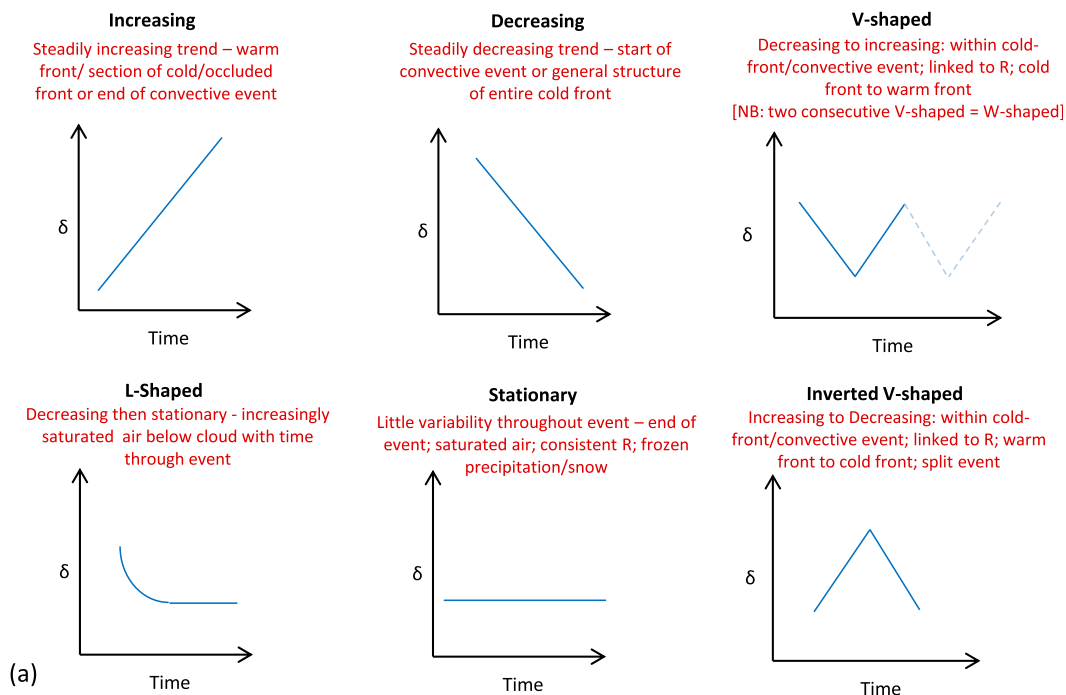 Increasing
Steadily increasing trend – warm
front/ section of cold/occluded
front or end of convective event
δ
Time
Decreasing
Steadily decreasing trend – start of
convective event or general structure
of entire cold front
δ
Time
V-shaped
Decreasing to increasing: within cold-
front/convective event; linked to R; cold
front to warm front
[NB: two consecutive V-shaped = W-shaped]
δ
Time
L-Shaped
Decreasing then stationary - increasingly
saturated air below cloud with time
through event
δ
Time
Stationary
Little variability throughout event – end of
event; saturated air; consistent R; frozen
precipitation/snow
δ
Time
Inverted V-shaped
Increasing to Decreasing: within cold-
front/convective event; linked to R; warm
front to cold front; split event
δ
Time
(a)